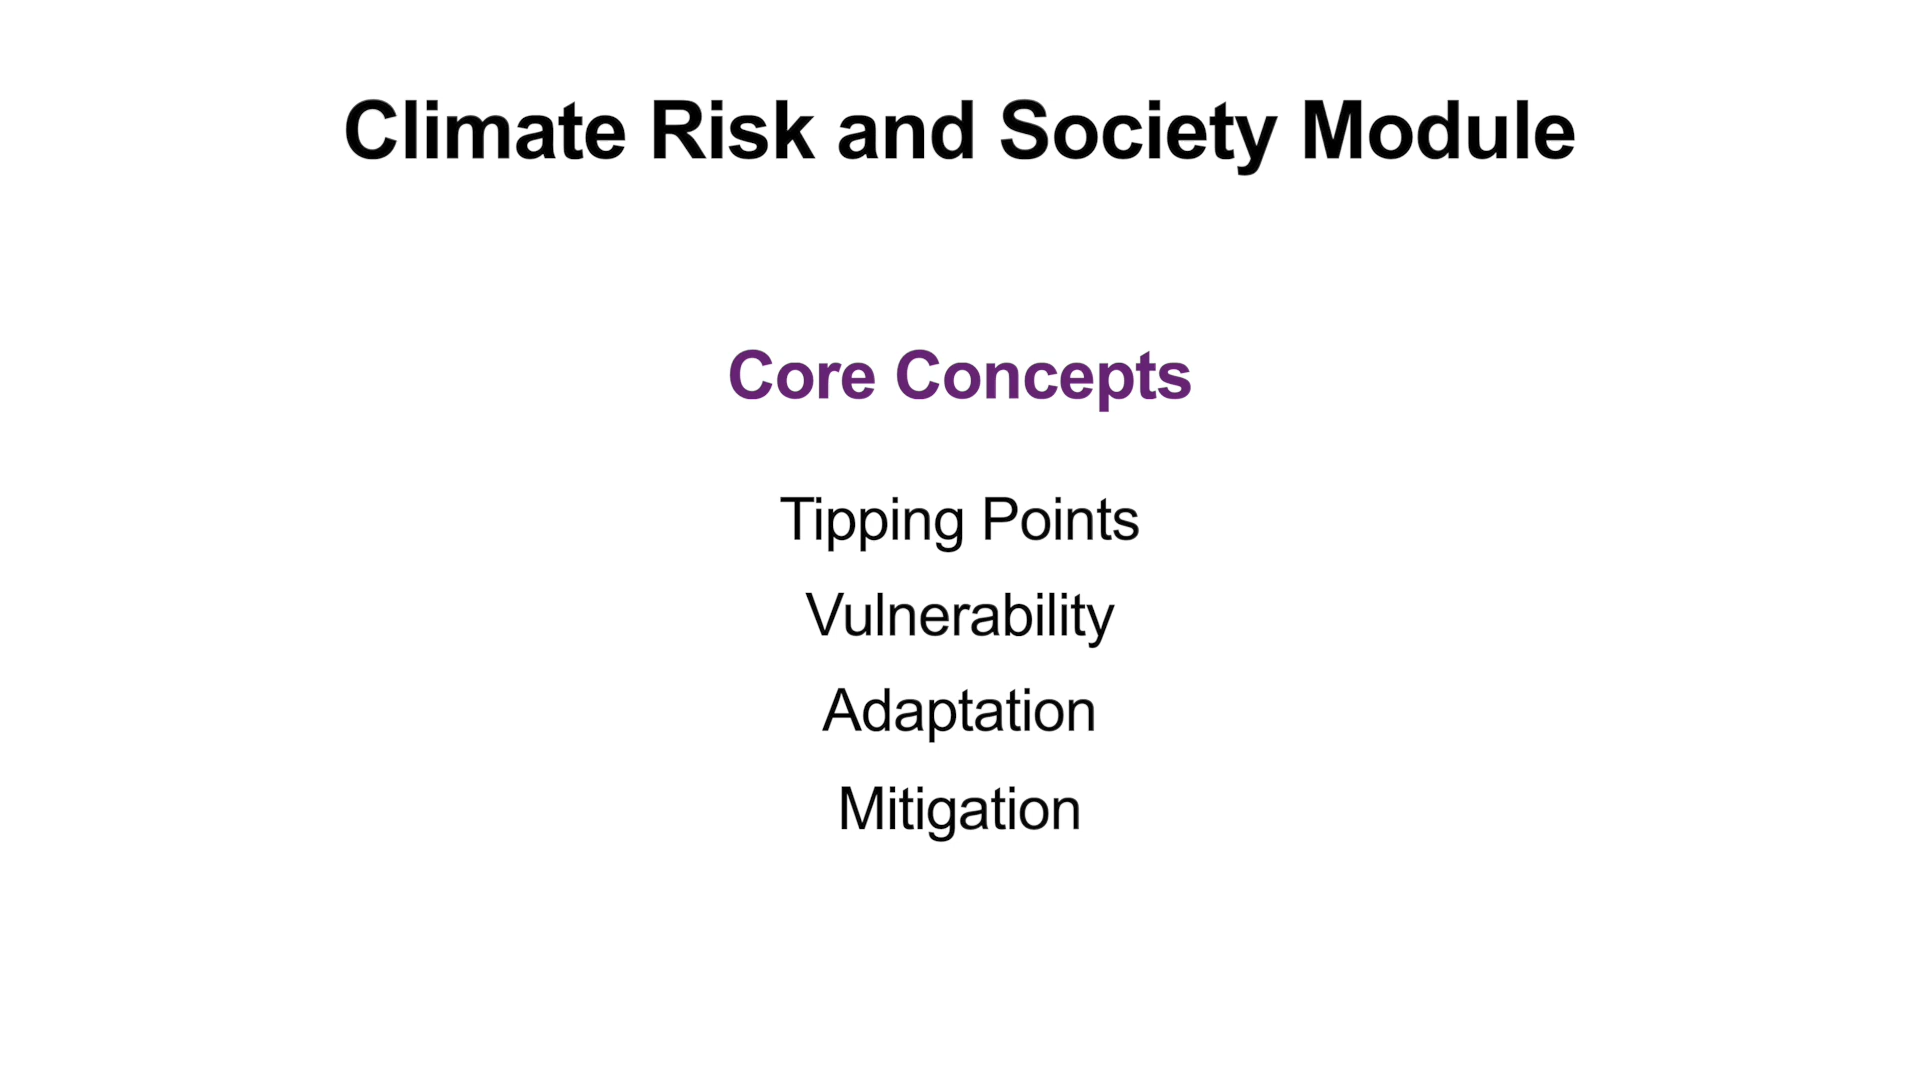 Climate Risk and Society Module
Core Concepts
Tipping Points
Vulnerability
Adaptation
Mitigation